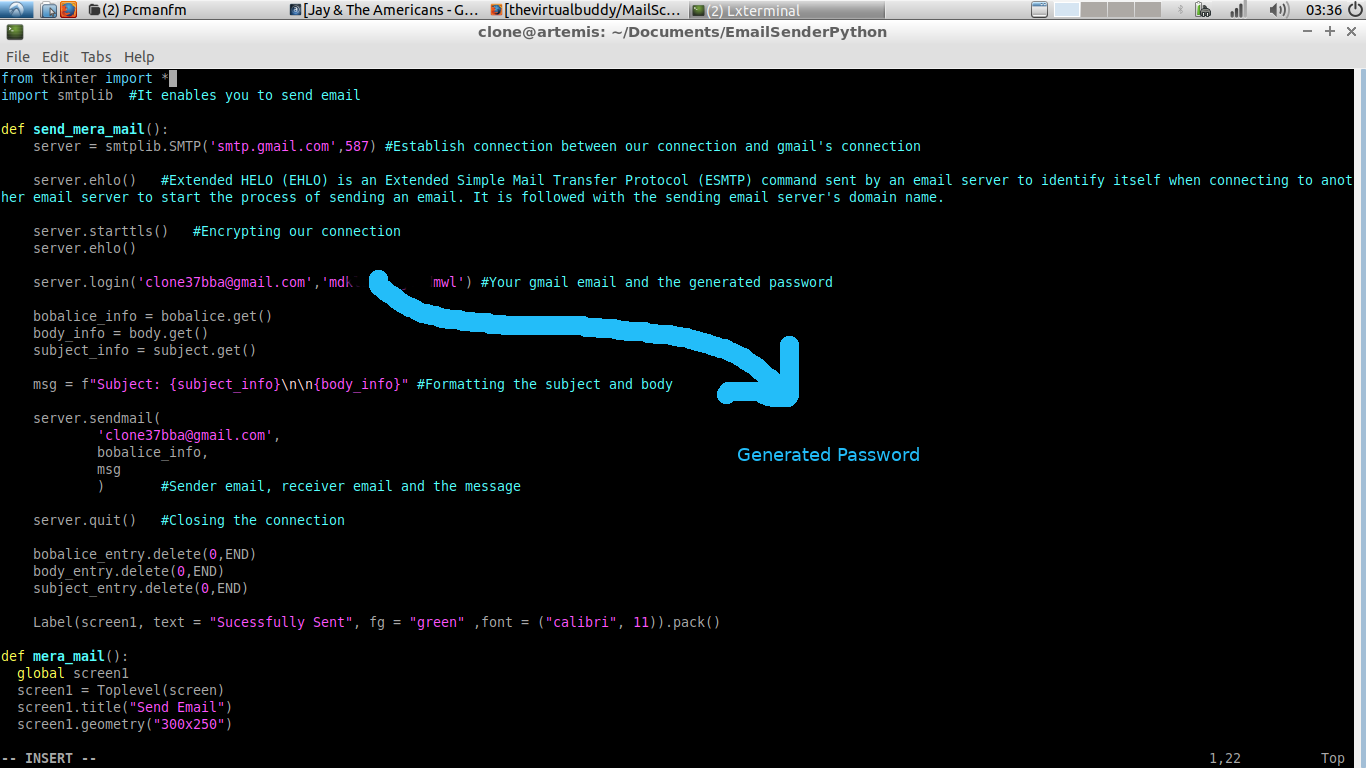 (2) Pcmanfm
[Jay & The Americans - G...
[thevirtualbuddy/MailSc...
(2) Lxterminal
03:36
clone@artemis: ~/Documents/EmailSenderPython
File Edit Tabs Help
from tkinter import *
import smtplib  #It enables you to send email
def send_mera_mail():
    server = smtplib.SMTP('smtp.gmail.com',587) #Establish connection between our connection and gmail's connection
    server.ehlo()   #Extended HELO (EHLO) is an Extended Simple Mail Transfer Protocol (ESMTP) command sent by an email server to identify itself when connecting to anot
her email server to start the process of sending an email. It is followed with the sending email server's domain name.
    server.starttls()   #Encrypting our connection
    server.ehlo()
    server.login('clone37bba@gmail.com','mdk mwl') #Your gmail email and the generated password
    bobalice_info = bobalice.get()
    body_info = body.get()
    subject_info = subject.get()
    msg = f"Subject: {subject_info}\n\n{body_info}" #Formatting the subject and body
    server.sendmail(
            'clone37bba@gmail.com',
            bobalice_info,
            msg
            )       #Sender email, receiver email and the message
Generated Password
    server.quit()   #Closing the connection
    bobalice_entry.delete(0,END)
    body_entry.delete(0,END)
    subject_entry.delete(0,END)
    Label(screen1, text = "Sucessfully Sent", fg = "green" ,font = ("calibri", 11)).pack()
def mera_mail():
  global screen1
  screen1 = Toplevel(screen)
  screen1.title("Send Email")
  screen1.geometry("300x250")
-- INSERT --
1,22
Top